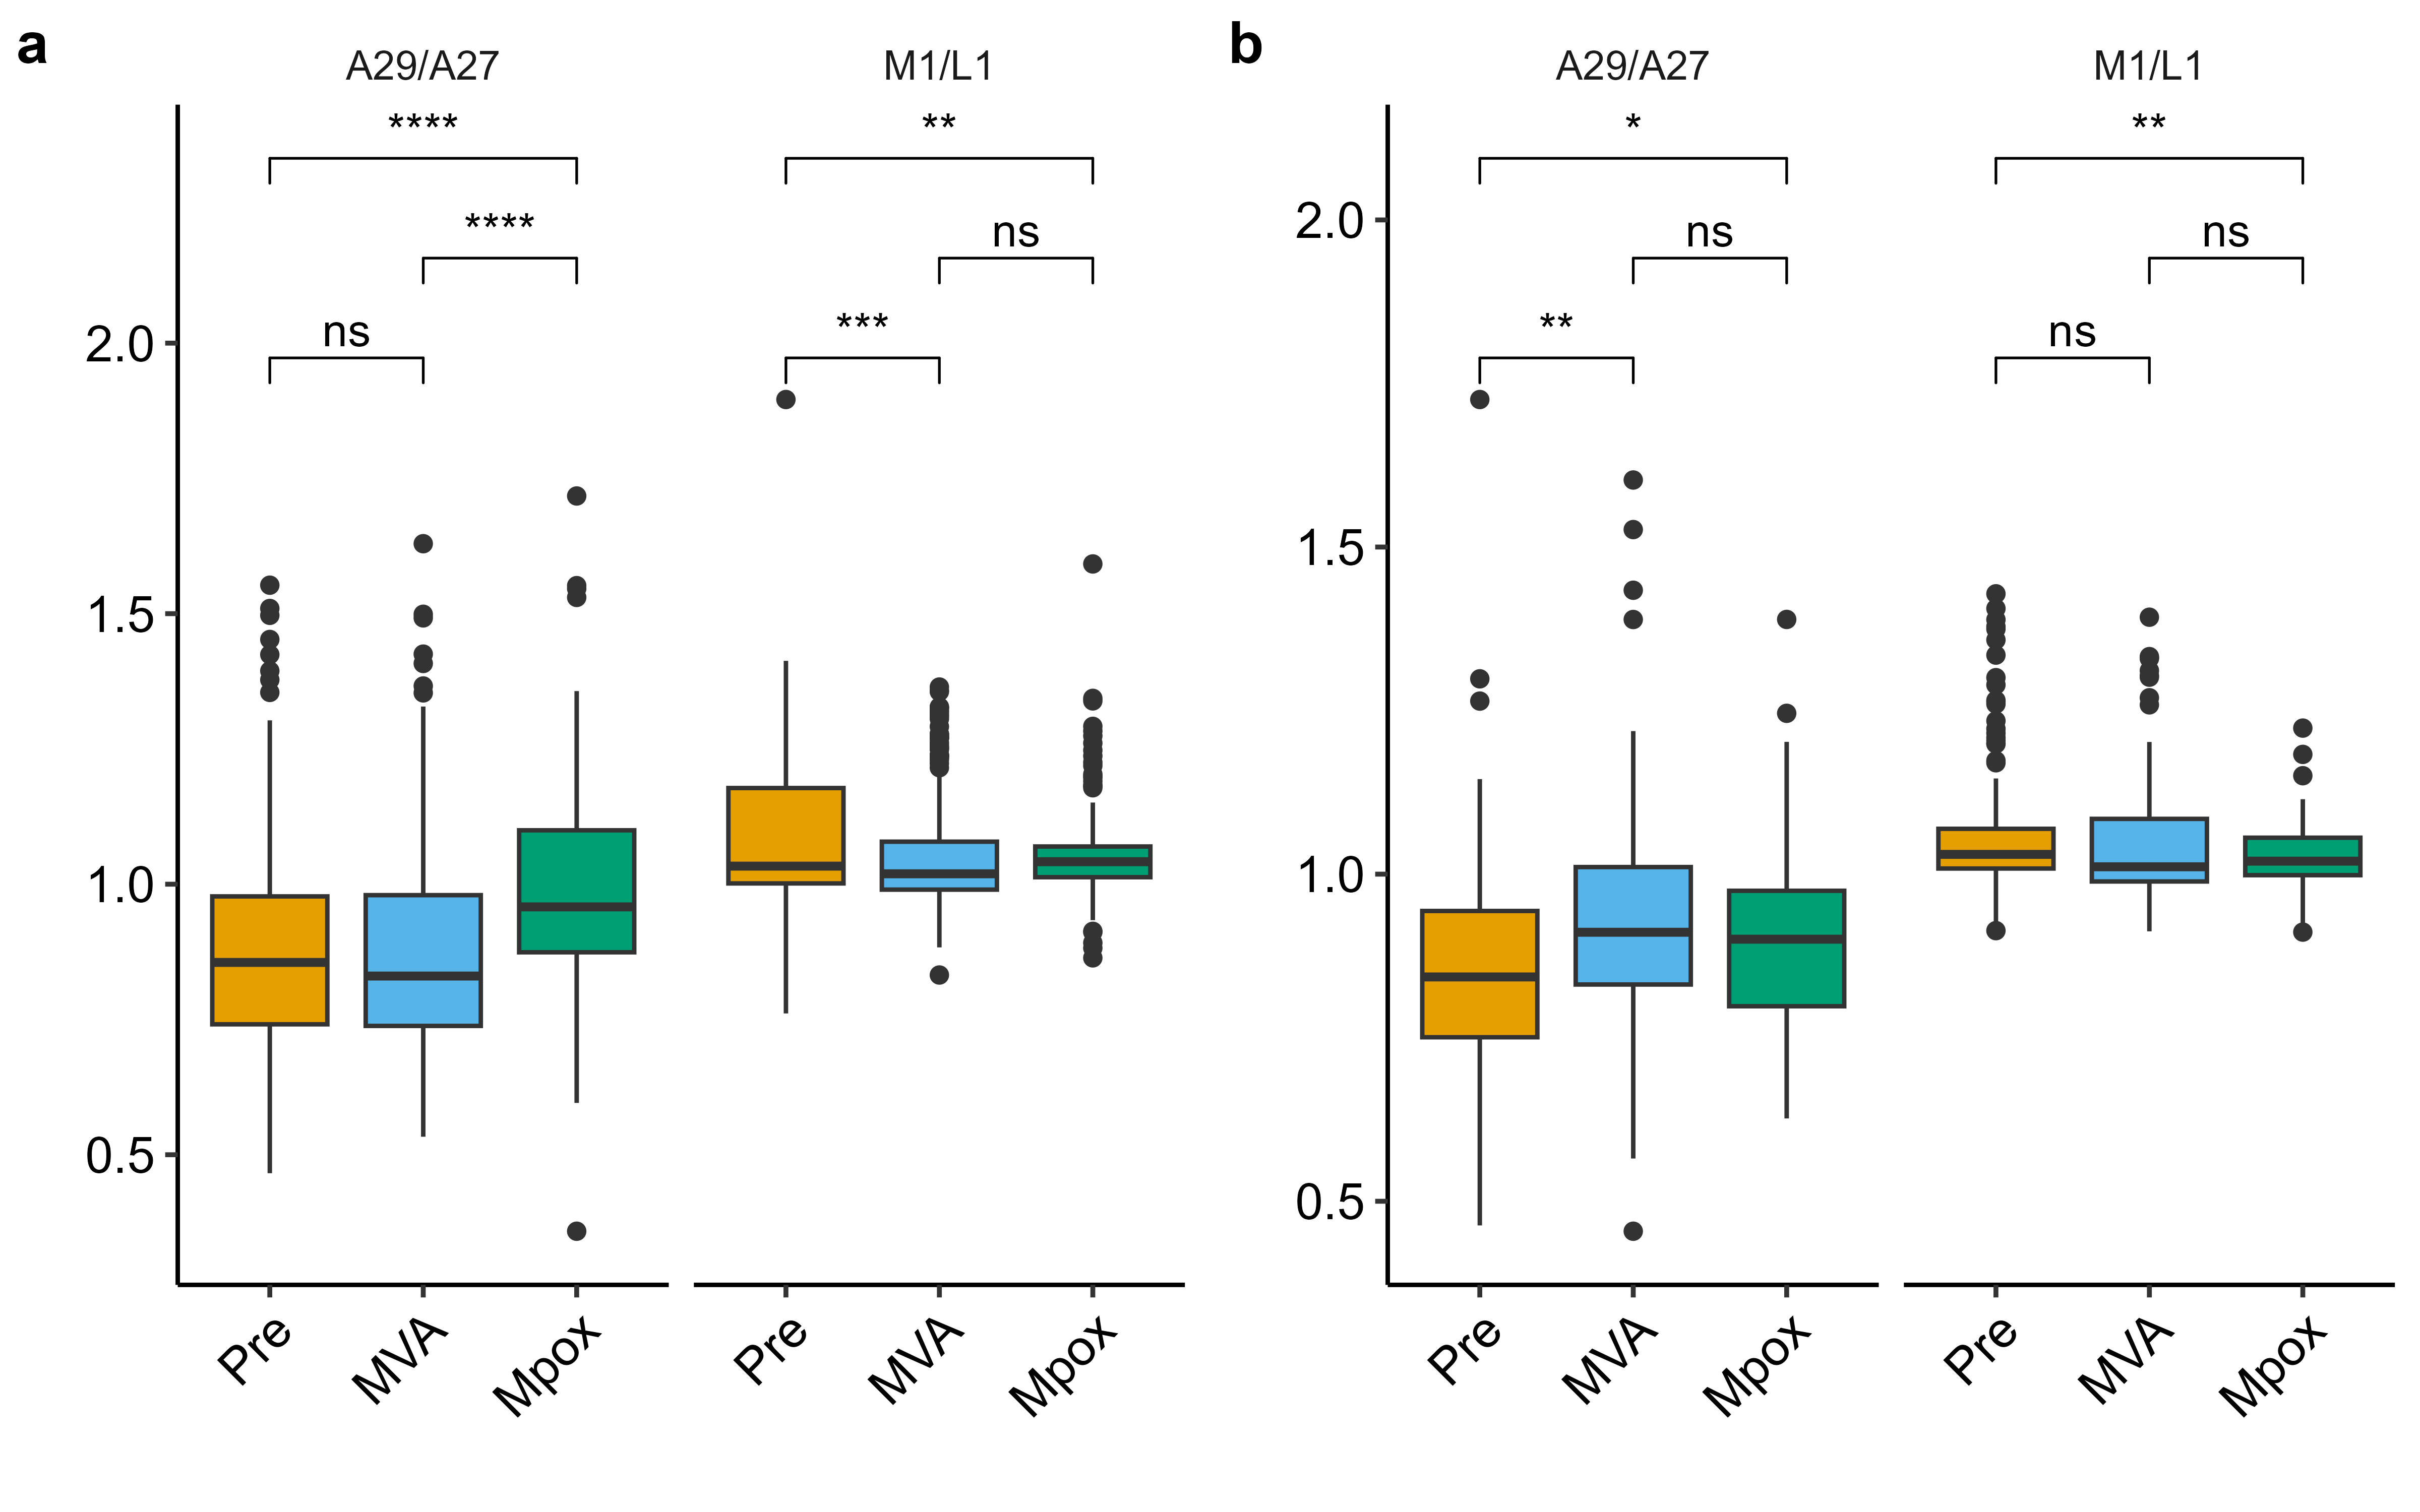 a
A29/A27
M1/L1
****
**
****
ns
ns
***
2.0
1.5
1.0
0.5
Pre
MVA
Mpox
Pre
MVA
Mpox
b
A29/A27
M1/L1
*
**
ns
ns
**
ns
2.0
1.5
1.0
0.5
Pre
MVA
Mpox
Pre
MVA
Mpox